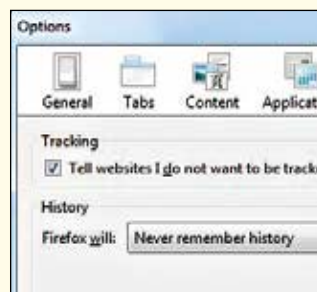 Options
General Tabs Content Applicat
Tracking
Tell websites I do not want to be track
History
Firefox will: Never remember history